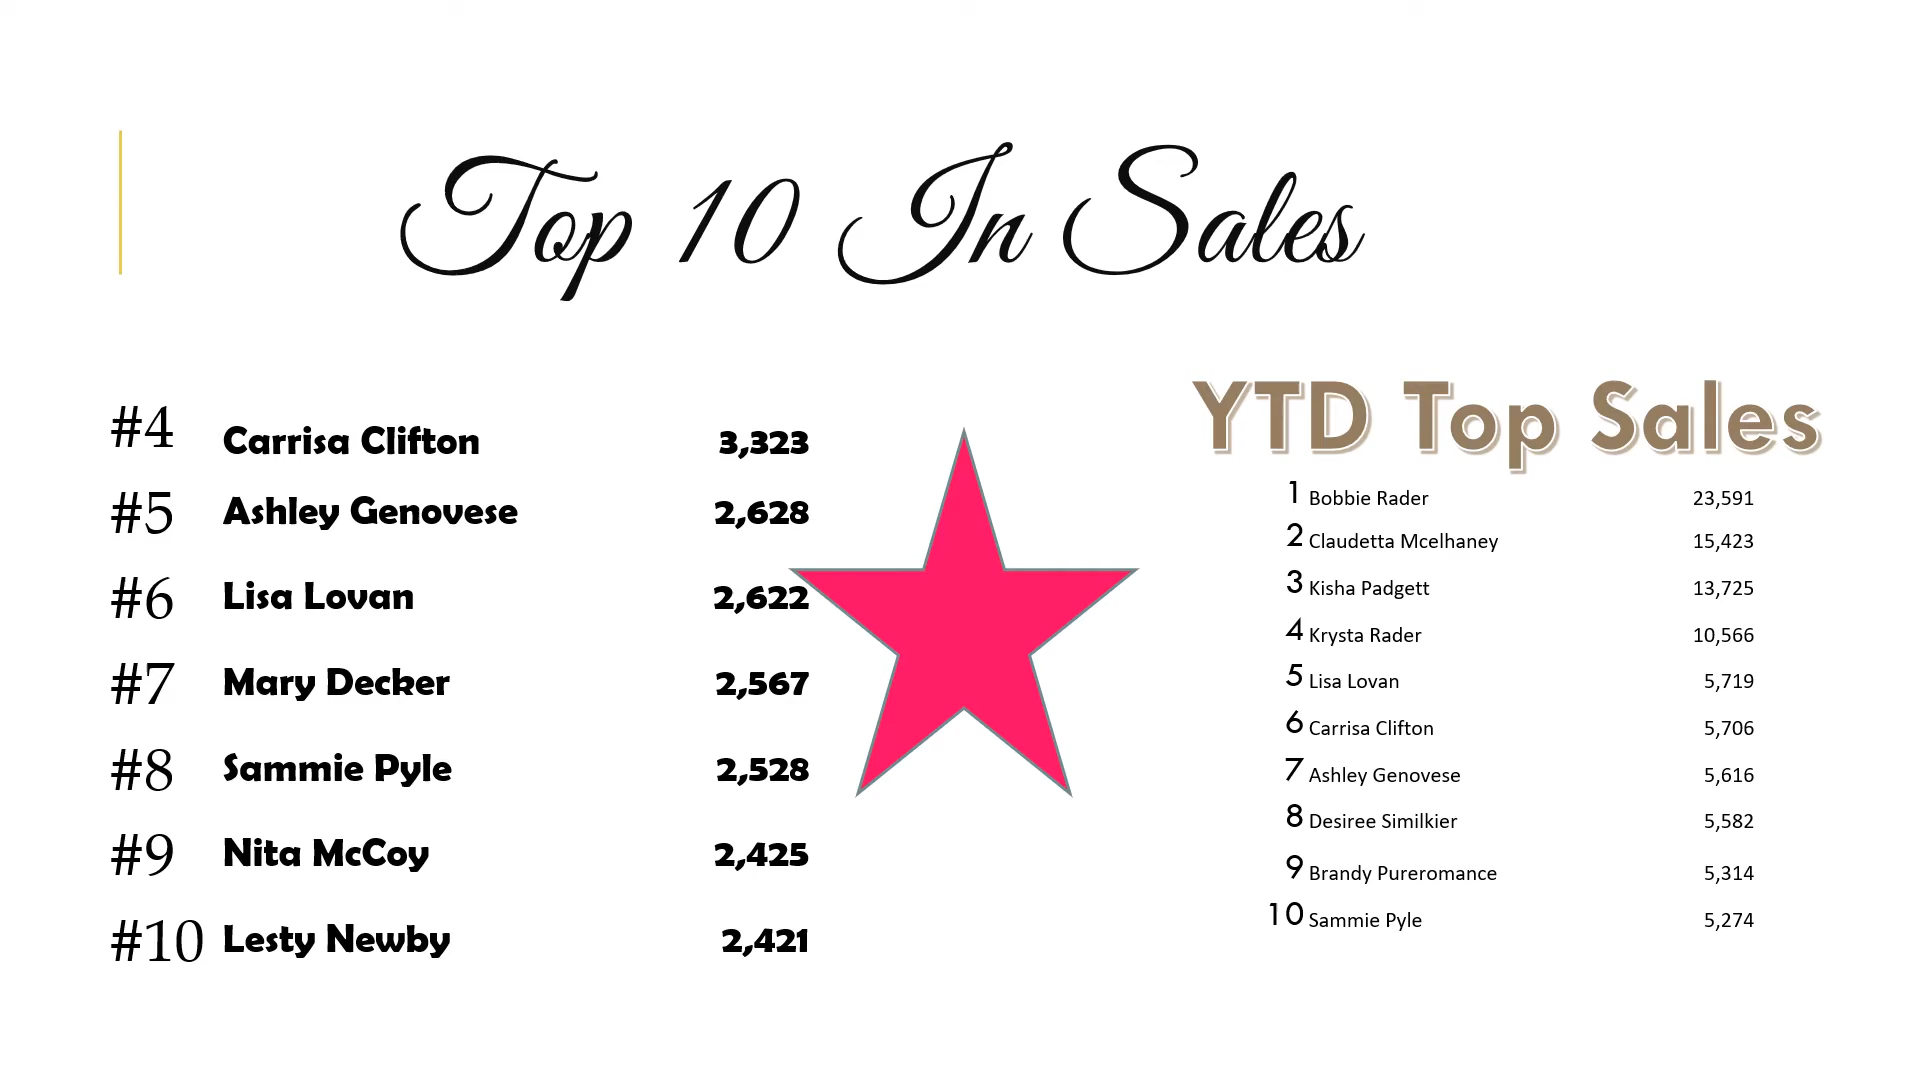 Top 10 In Sales
#4 Carrisa Clifton 3,323
#5 Ashley Genovese 2,628
#6 Lisa Lovan 2,622
#7 Mary Decker 2,567
#8 Sammie Pyle 2,528
#9 Nita McCoy 2,425
#10 Lesty Newby 2,421
YTD Top Sales
1 Bobbie Rader 23,591
2 Claudetta Mcelhaney 15,423
3 Kisha Padgett 13,725
4 Krysta Rader 10,566
5 Lisa Lovan 5,719
6 Carrisa Clifton 5,706
7 Ashley Genovese 5,616
8 Desiree Similkier 5,582
9 Brandy Pureromance 5,314
10 Sammie Pyle 5,274